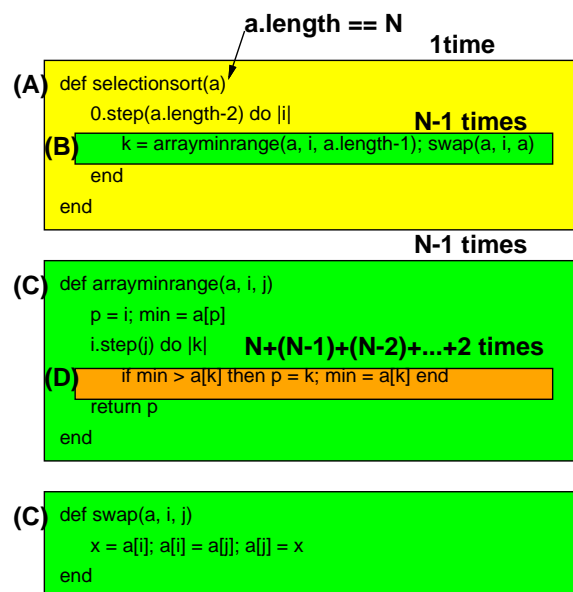 a.length == N
1time
(A) def selectionsort(a)
0.step(a.length-2) do |i|
N-1 times
(B) k = arrayminrange(a, i, a.length-1); swap(a, i, a)
end
end
N-1 times
(C) def arrayminrange(a, i, j)
p = i; min = a[p]
i.step(j) do |k| N+(N-1)+(N-2)+...+2 times
(D) if min > a[k] then p = k; min = a[k] end
return p
end
(C) def swap(a, i, j)
x = a[i]; a[i] = a[j]; a[j] = x
end